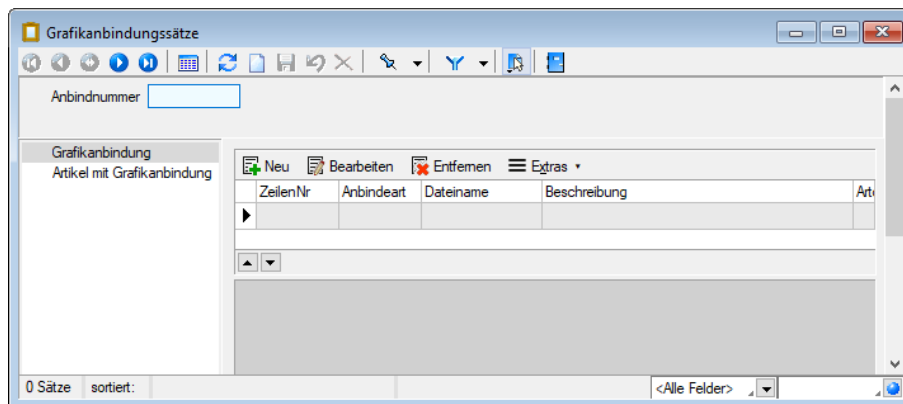 Grafikanbindungssätze
Anbindnummer
Grafikanbindung
Artikel mit Grafikanbindung
Neu Bearbeiten Entfernen Extras
ZeilenNr Anbindeart Dateiname Beschreibung
0 Sätze sortiert: <Alle Felder>